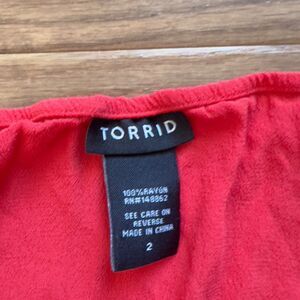 TORRID
100%RAYON
RN#148862
SEE CARE ON
REVERSE
MADE IN CHINA
2